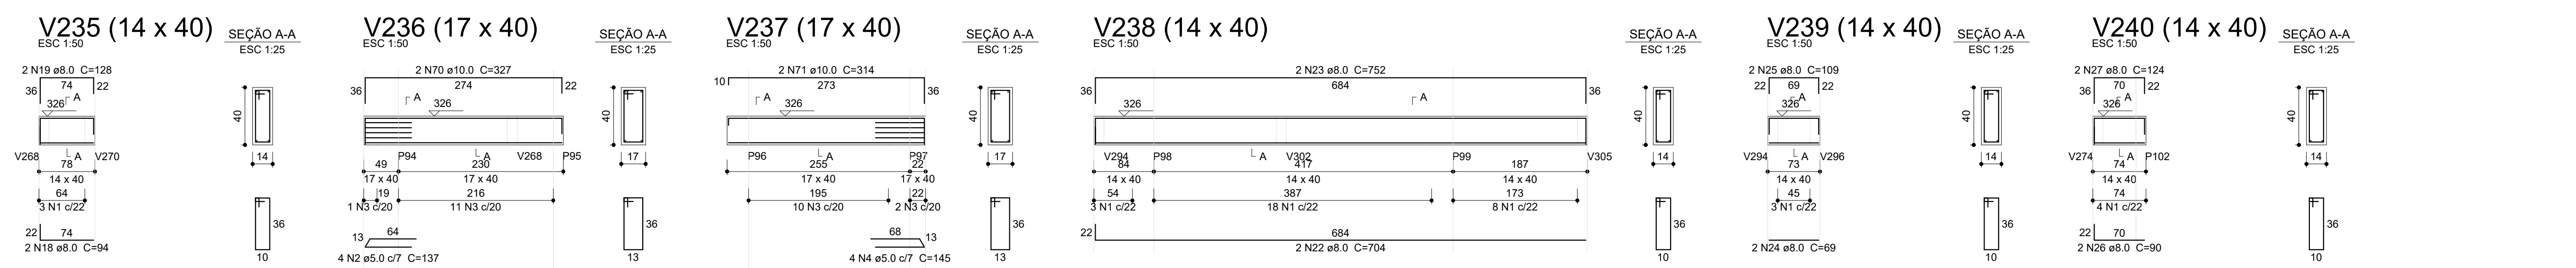 V235 (14 x 40)
ESC 1:50
SEÇÃO A-A
ESC 1:25
2 N19 ø8.0 C=128
74
36
22
A
326
40
V268
A
V270
78
14
14 x 40
64
3 N1 c/22
36
22
74
2 N18 ø8.0 C=94
10
V236 (17 x 40)
ESC 1:50
SEÇÃO A-A
ESC 1:25
2 N70 ø10.0 C=327
274
36
22
A
326
40
P94
A
V268
P95
49
230
17
17 x 40
17 x 40
19
216
1 N3 c/20
11 N3 c/20
36
13
64
4 N2 ø5.0 c/7 C=137
13
V237 (17 x 40)
ESC 1:50
SEÇÃO A-A
ESC 1:25
2 N71 ø10.0 C=314
10
273
36
A
326
40
P96
A
P97
255
22
17
17 x 40
17 x 40
195
22
10 N3 c/20
2 N3 c/20
36
68
13
4 N4 ø5.0 c/7 C=145
13
V238 (14 x 40)
ESC 1:50
SEÇÃO A-A
ESC 1:25
2 N23 ø8.0 C=752
684
36
36
A
326
40
V294
P98
A
V302
P99
V305
84
417
187
14
14 x 40
14 x 40
14 x 40
54
387
173
3 N1 c/22
18 N1 c/22
8 N1 c/22
36
22
684
2 N22 ø8.0 C=704
10
V239 (14 x 40)
ESC 1:50
SEÇÃO A-A
ESC 1:25
2 N25 ø8.0 C=109
22
69
22
A
326
40
V294
A
V296
73
14
14 x 40
45
3 N1 c/22
36
2 N24 ø8.0 C=69
10
V240 (14 x 40)
ESC 1:50
SEÇÃO A-A
ESC 1:25
2 N27 ø8.0 C=124
70
36
22
A
326
40
V274
A
P102
74
14
14 x 40
74
4 N1 c/22
36
22
70
2 N26 ø8.0 C=90
10